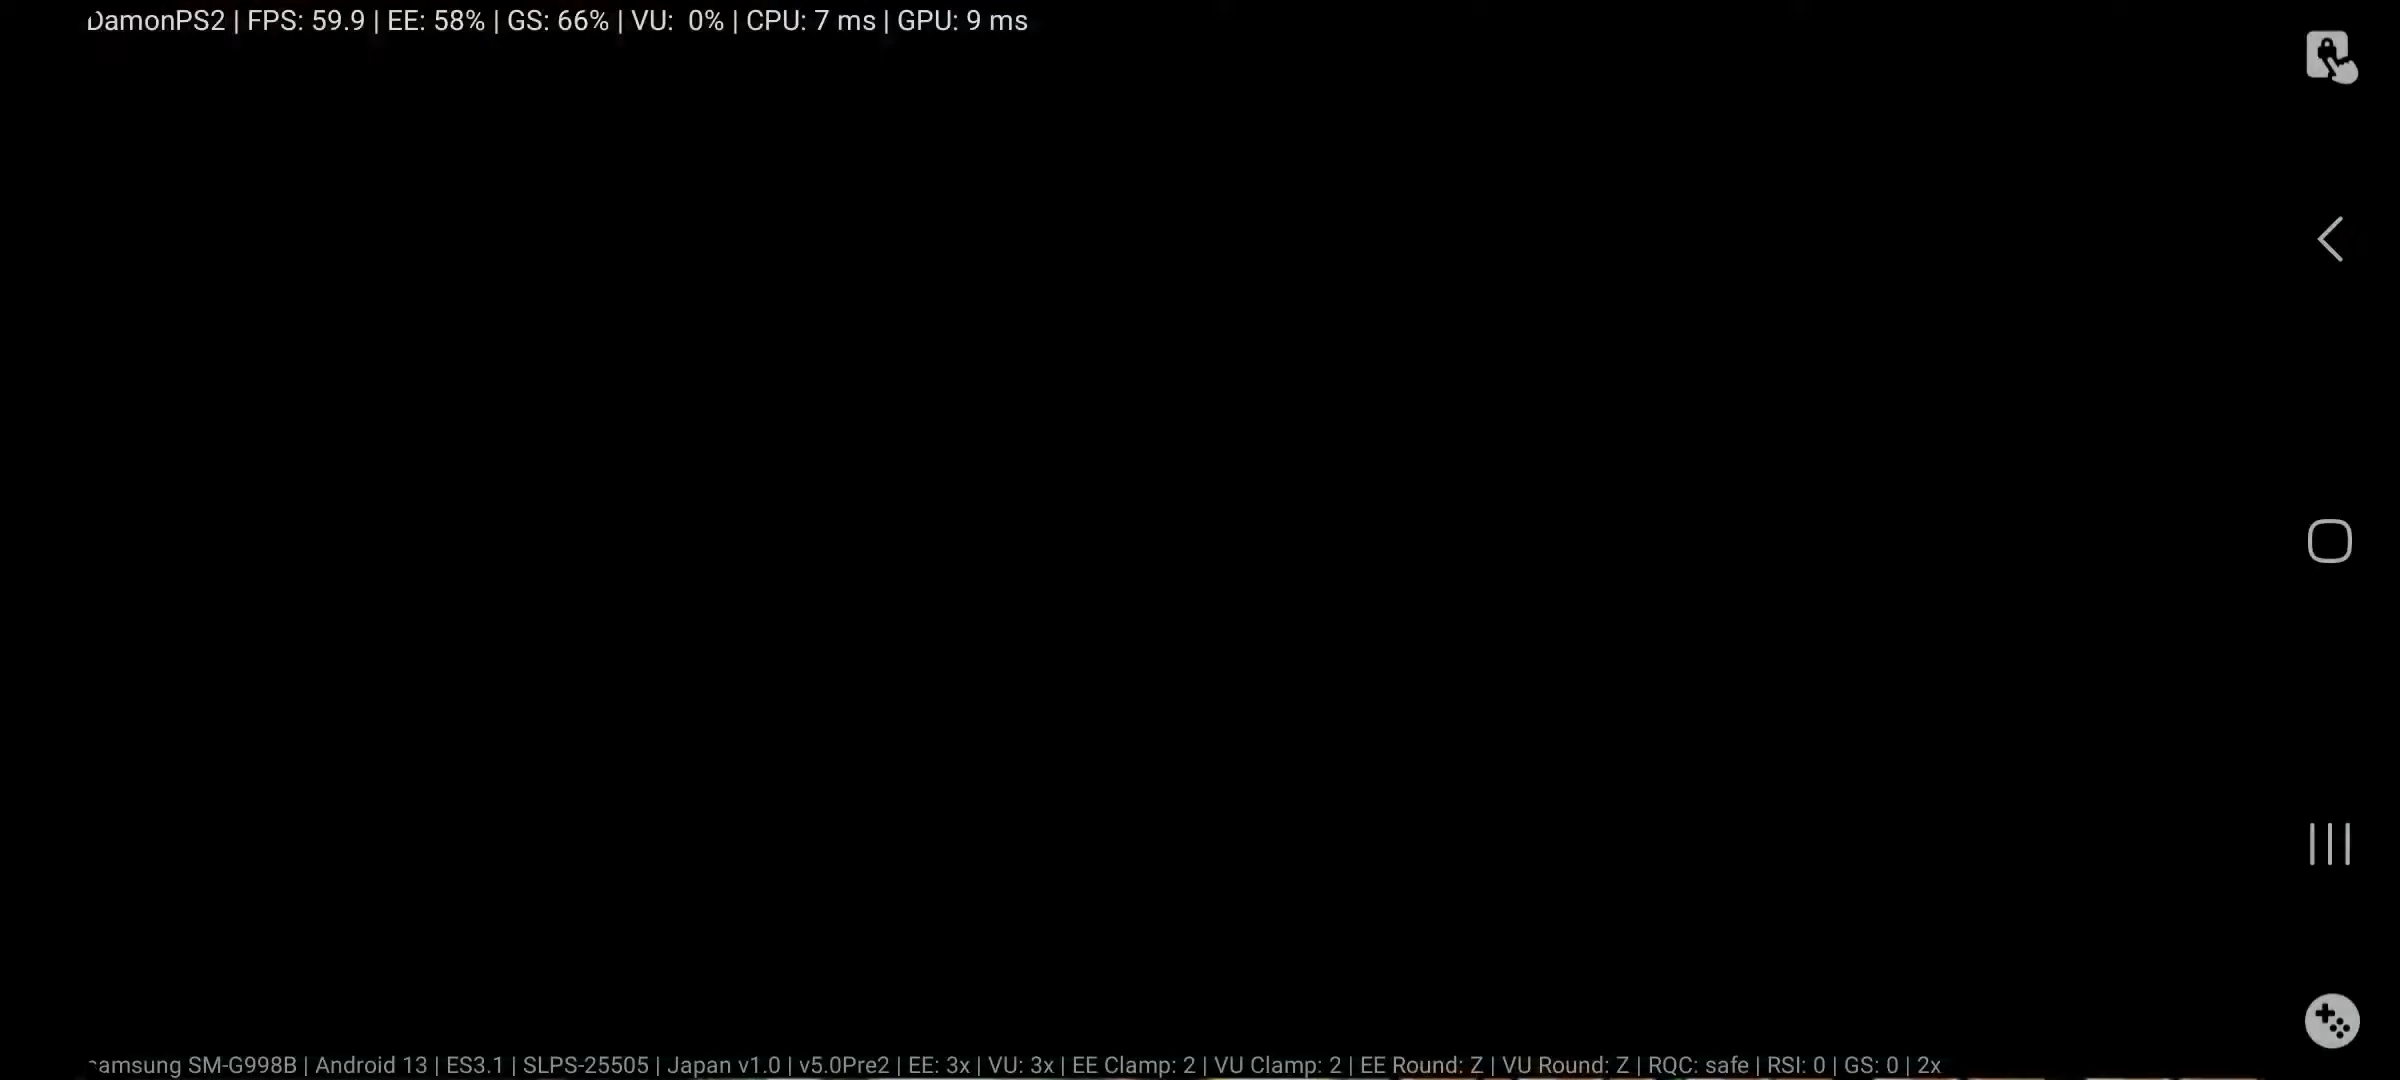 DamonPS2 | FPS: 59.9 | EE: 58% | GS: 66% | VU:  0% | CPU: 7 ms | GPU: 9 ms
samsung SM-G998B | Android 13 | ES3.1 | SLPS-25505 | Japan v1.0 | v5.0Pre2 | EE: 3x | VU: 3x | EE Clamp: 2 | VU Clamp: 2 | EE Round: Z | VU Round: Z | RQC: safe | RSI: 0 | GS: 0 | 2x